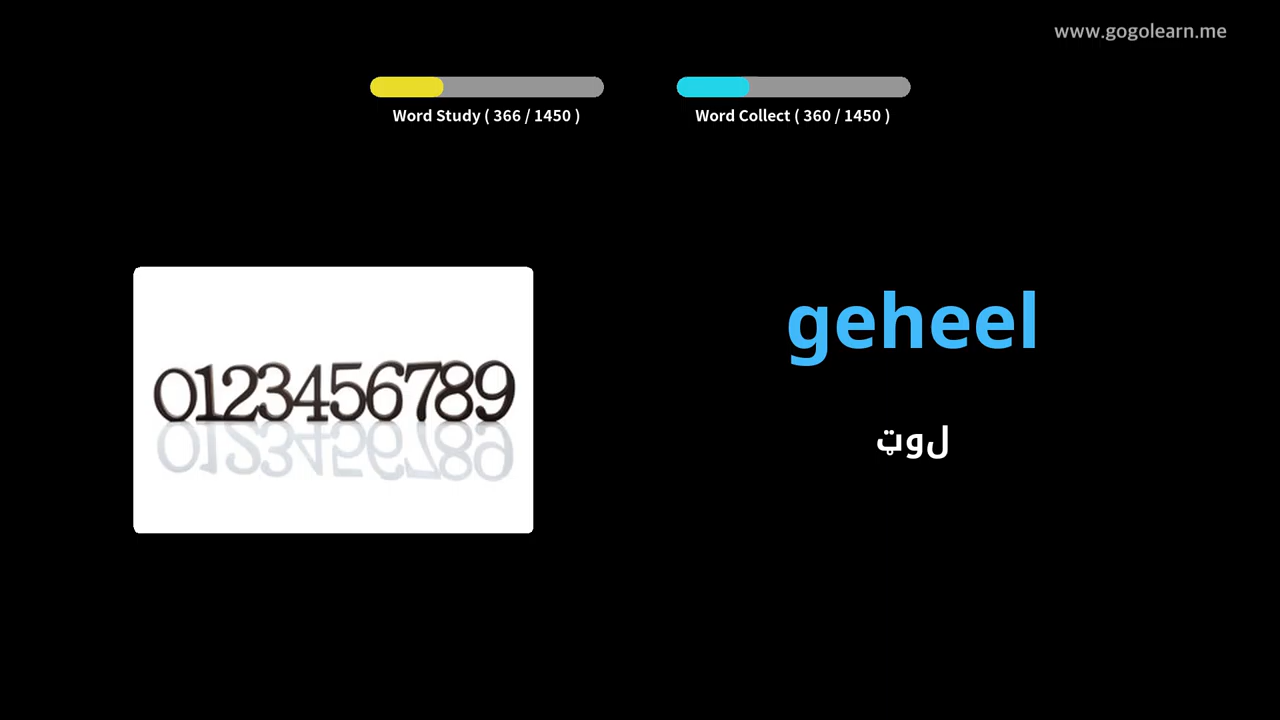 www.gogolearn.me
Word Study ( 366 / 1450 )
Word Collect ( 360 / 1450 )
0123456789
geheel
لوټ